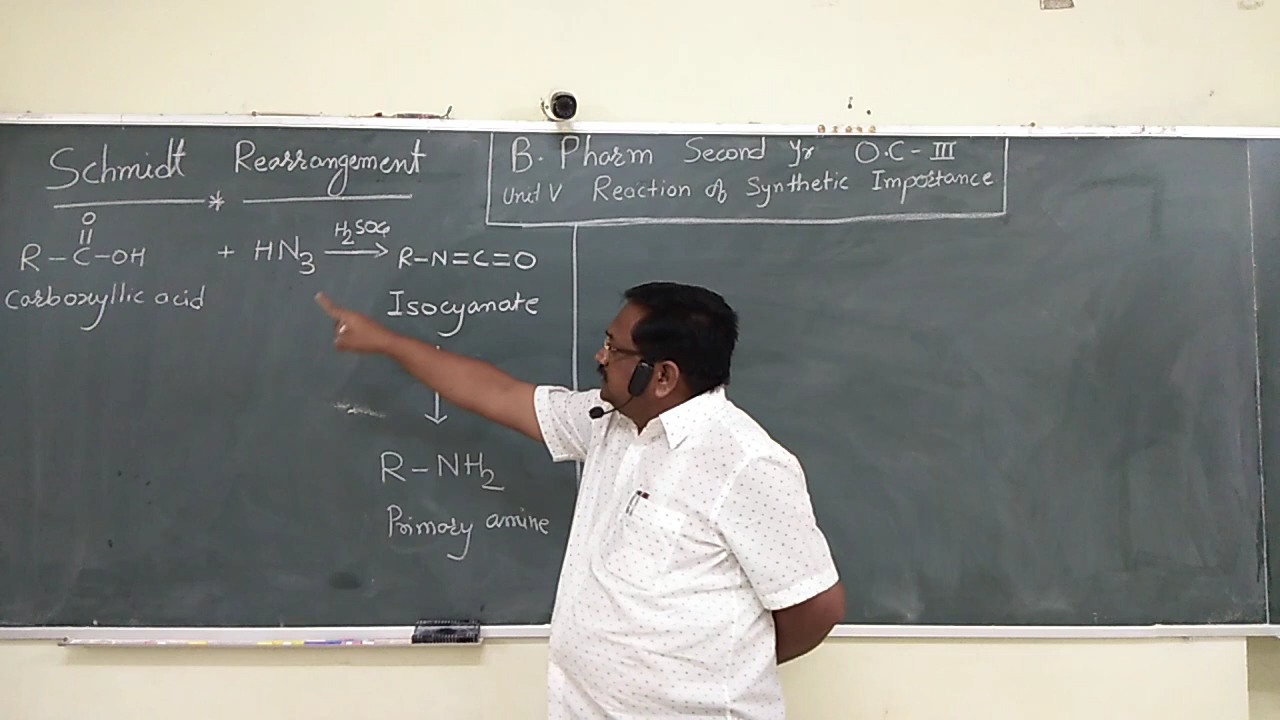 Schmidt Rearrangement
*
B. Pharm Second Yr O.C-III
Unit V Reaction of Synthetic Importance
O
||
R-C-OH + HN3 H2SO4 → R-N=C=O
Carboxyllic acid
Isocyanate
↓
R-NH2
Primary amine